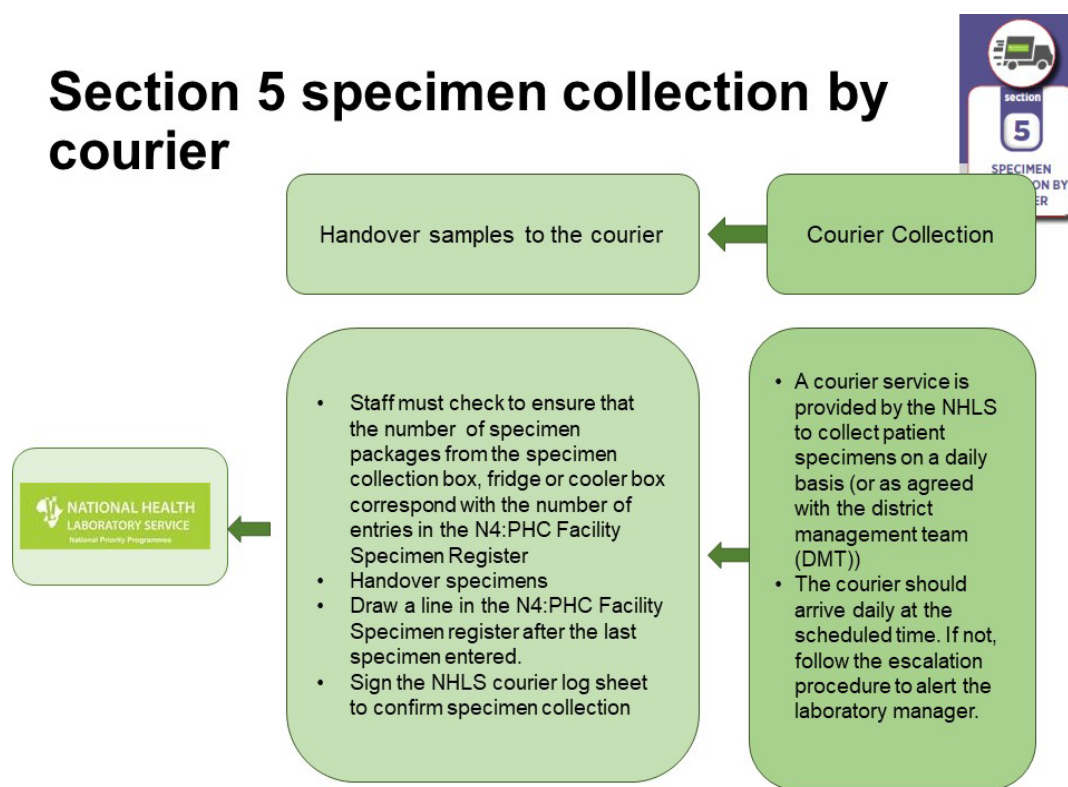 Section 5 specimen collection by
courier
section
5
SPECIMEN
ON BY
ER
Handover samples to the courier
Courier Collection
NATIONAL HEALTH
LABORATORY SERVICE
National Priority Programmes
• Staff must check to ensure that
the number of specimen
packages from the specimen
collection box, fridge or cooler box
correspond with the number of
entries in the N4:PHC Facility
Specimen Register
• Handover specimens
• Draw a line in the N4:PHC Facility
Specimen register after the last
specimen entered.
• Sign the NHLS courier log sheet
to confirm specimen collection
• A courier service is
provided by the NHLS
to collect patient
specimens on a daily
basis (or as agreed
with the district
management team
(DMT))
• The courier should
arrive daily at the
scheduled time. If not,
follow the escalation
procedure to alert the
laboratory manager.